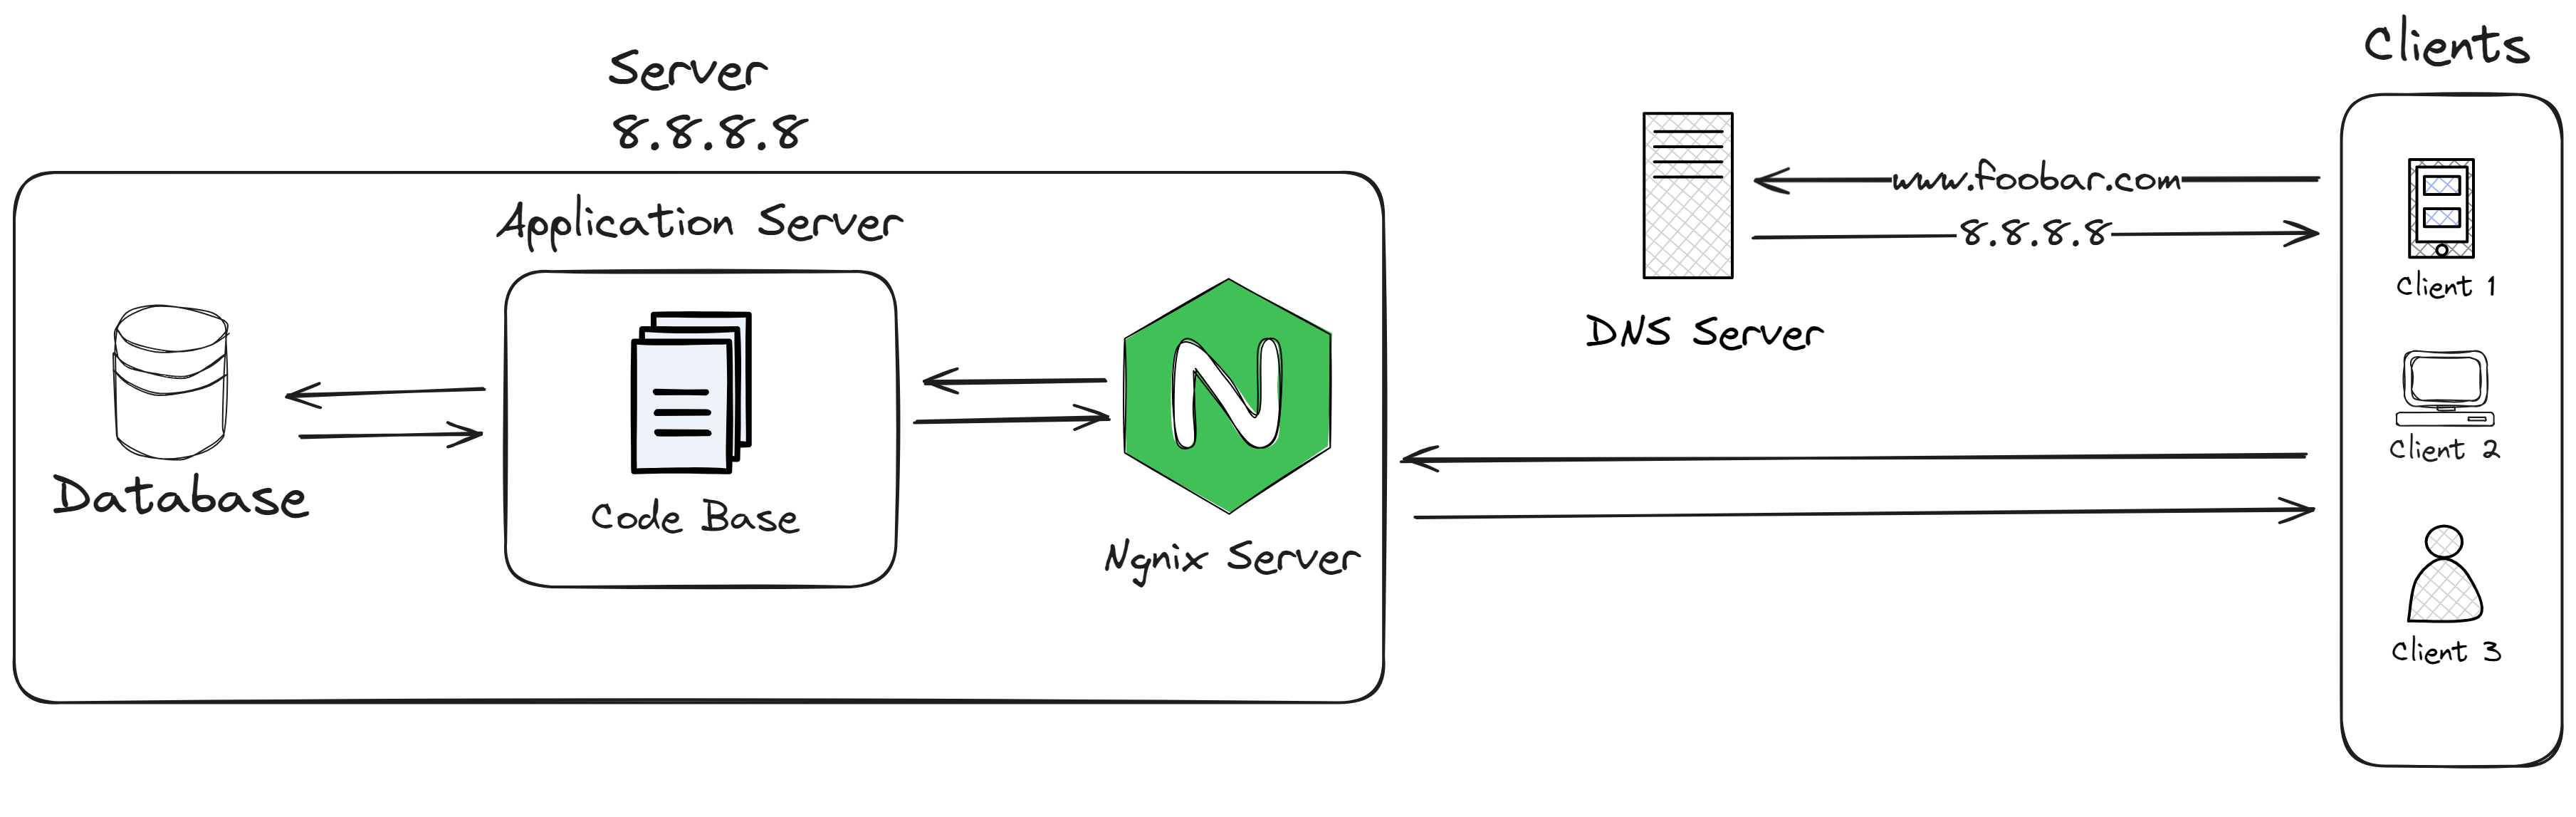 Server
8.8.8.8
Application Server
Database
Code Base
N
Ngnix Server
DNS Server
www.foobar.com
8.8.8.8
Clients
Client 1
Client 2
Client 3